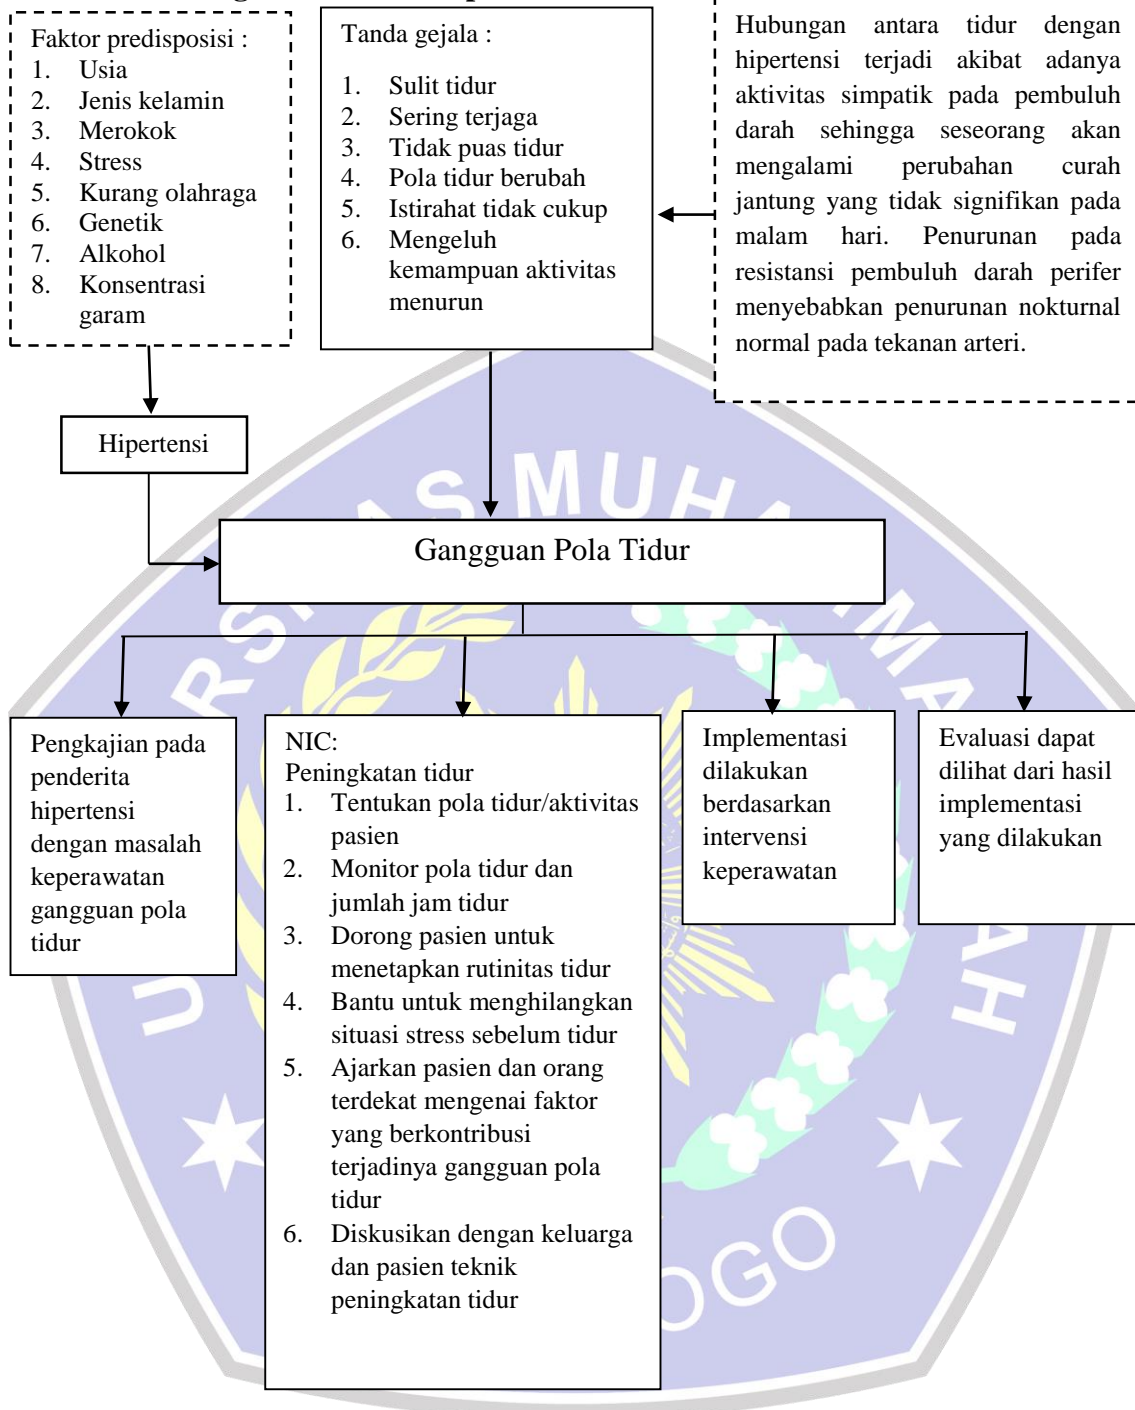 Faktor predisposisi :
1. Usia
2. Jenis kelamin
3. Merokok
4. Stress
5. Kurang olahraga
6. Genetik
7. Alkohol
8. Konsentrasi
garam
Tanda gejala :
1. Sulit tidur
2. Sering terjaga
3. Tidak puas tidur
4. Pola tidur berubah
5. Istirahat tidak cukup
6. Mengeluh
kemampuan aktivitas
menurun
Hubungan antara tidur dengan
hipertensi terjadi akibat adanya
aktivitas simpatik pada pembuluh
darah sehingga seseorang akan
mengalami perubahan curah
jantung yang tidak signifikan pada
malam hari. Penurunan pada
resistansi pembuluh darah perifer
menyebabkan penurunan nokturnal
normal pada tekanan arteri.
Hipertensi
Gangguan Pola Tidur
Pengkajian pada
penderita
hipertensi
dengan masalah
keperawatan
gangguan pola
tidur
NIC:
Peningkatan tidur
1. Tentukan pola tidur/aktivitas
pasien
2. Monitor pola tidur dan
jumlah jam tidur
3. Dorong pasien untuk
menetapkan rutinitas tidur
4. Bantu untuk menghilangkan
situasi stress sebelum tidur
5. Ajarkan pasien dan orang
terdekat mengenai faktor
yang berkontribusi
terjadinya gangguan pola
tidur
6. Diskusikan dengan keluarga
dan pasien teknik
peningkatan tidur
Implementasi
dilakukan
berdasarkan
intervensi
keperawatan
Evaluasi dapat
dilihat dari hasil
implementasi
yang dilakukan